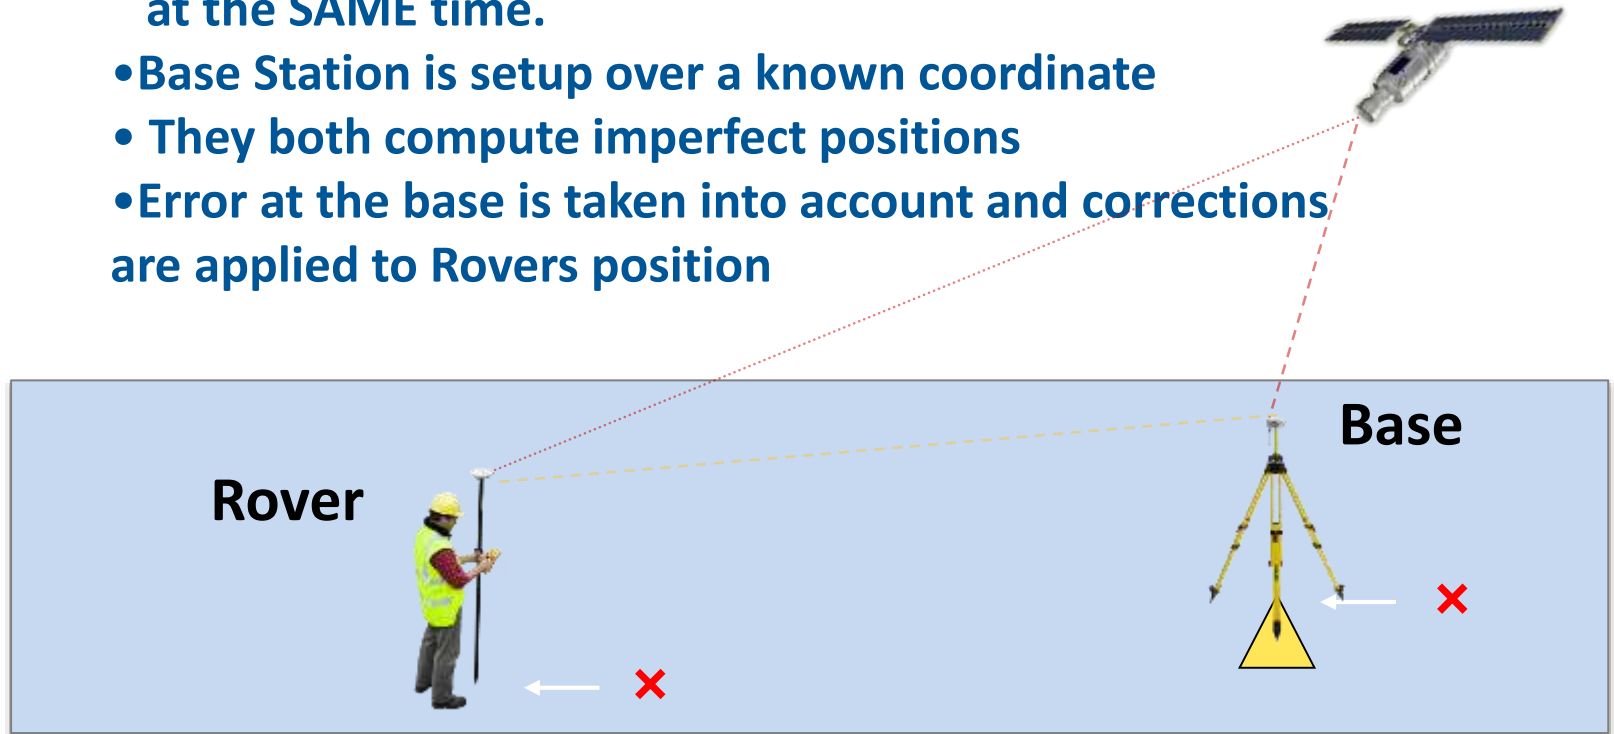 at the SAME time.
•Base Station is setup over a known coordinate
• They both compute imperfect positions
•Error at the base is taken into account and corrections
are applied to Rovers position
Base
Rover